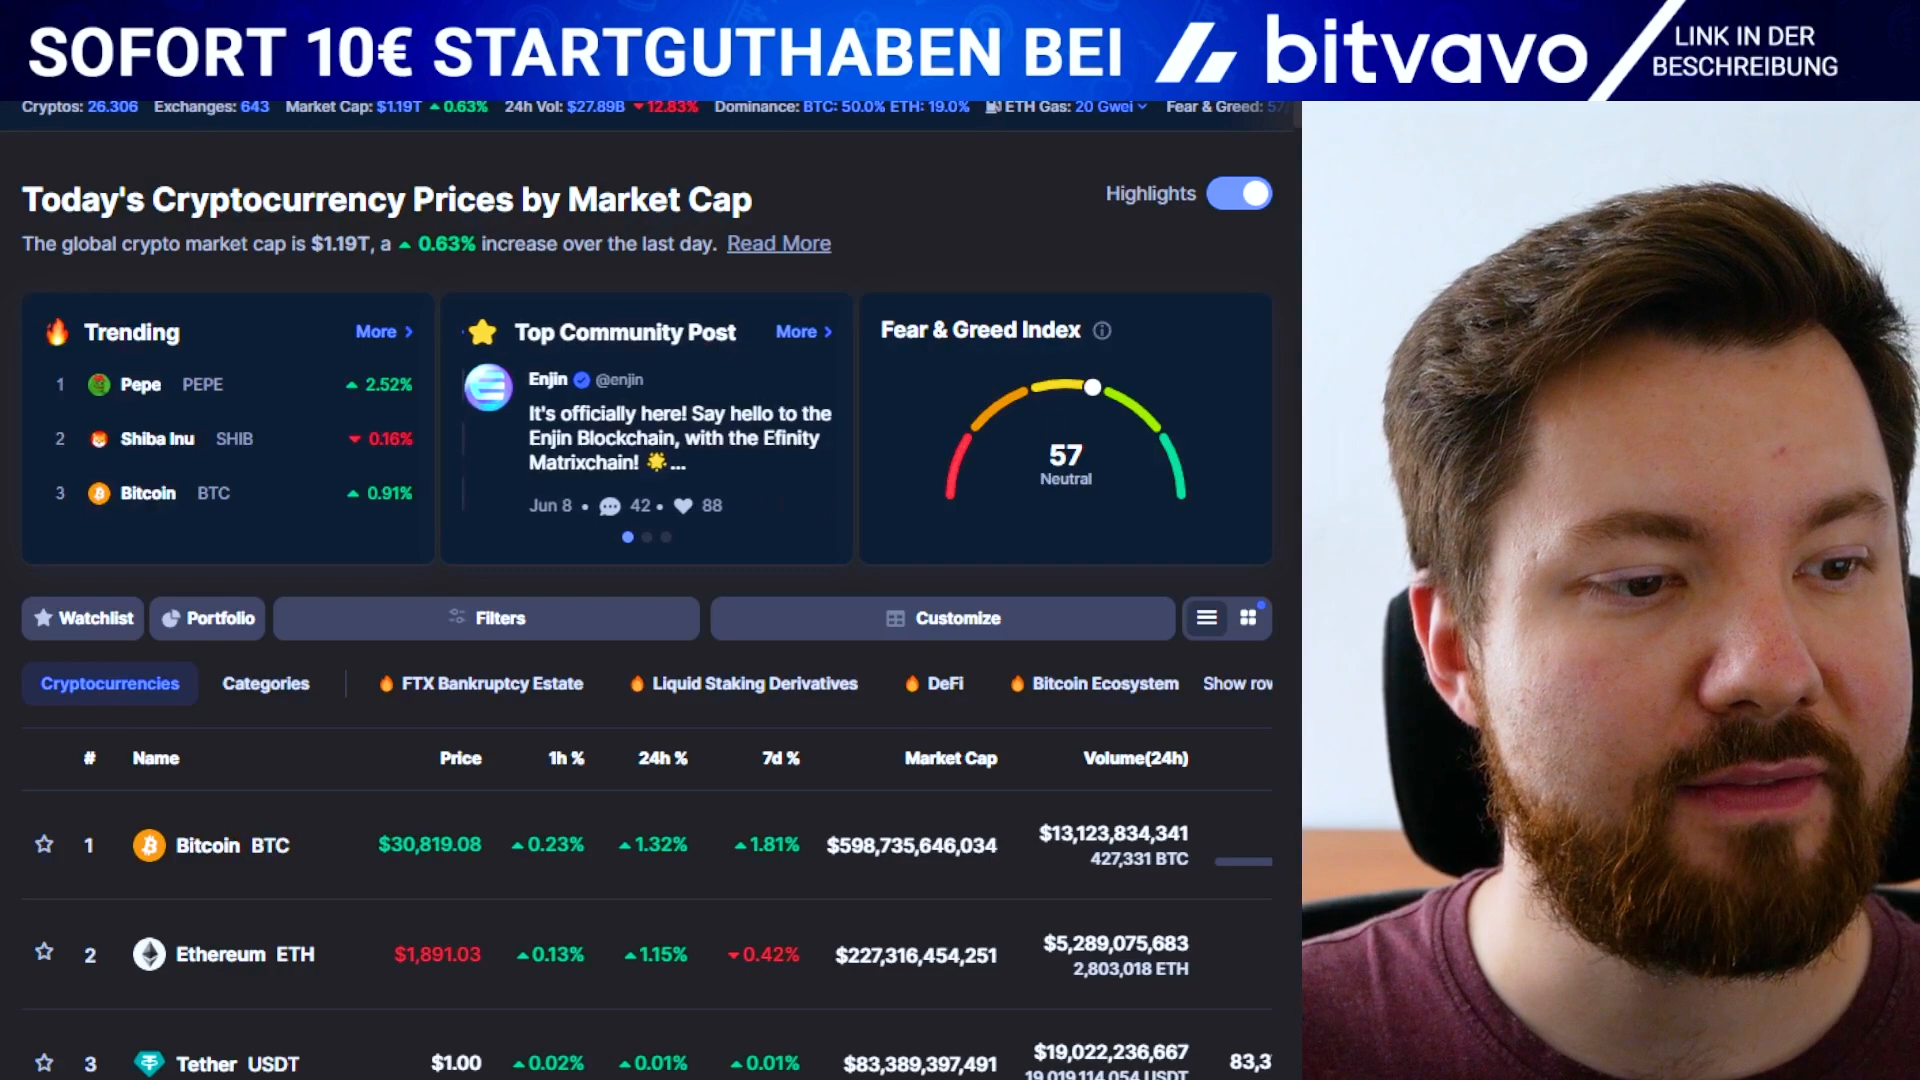 SOFORT 10€ STARTGUTHABEN BEI bitvavo
LINK IN DER
BESCHREIBUNG
Cryptos: 26.306 Exchanges: 643 Market Cap: $1.19T 0.63% 24h Vol: $27.89B 12.83% Dominance: BTC: 50.0% ETH: 19.0% ETH Gas: 20 Gwei Fear & Greed: 57/
Today's Cryptocurrency Prices by Market Cap
Highlights
The global crypto market cap is $1.19T, a 0.63% increase over the last day. Read More
Trending More
1 Pepe PEPE 2.52%
2 Shiba Inu SHIB 0.16%
3 Bitcoin BTC 0.91%
Top Community Post More
Enjin @enjin
It's officially here! Say hello to the
Enjin Blockchain, with the Efinity
Matrixchain! 🌟...
Jun 8 • 42 • 88
Fear & Greed Index
57
Neutral
Watchlist Portfolio Filters Customize
Cryptocurrencies Categories FTX Bankruptcy Estate Liquid Staking Derivatives DeFi Bitcoin Ecosystem Show row
# Name Price 1h % 24h % 7d % Market Cap Volume(24h)
1 Bitcoin BTC $30,819.08 0.23% 1.32% 1.81% $598,735,646,034 $13,123,834,341
427,331 BTC
2 Ethereum ETH $1,891.03 0.13% 1.15% 0.42% $227,316,454,251 $5,289,075,683
2,803,018 ETH
3 Tether USDT $1.00 0.02% 0.01% 0.01% $83,389,397,491 $19,022,236,667 83,3
19,019,114,054 USDT